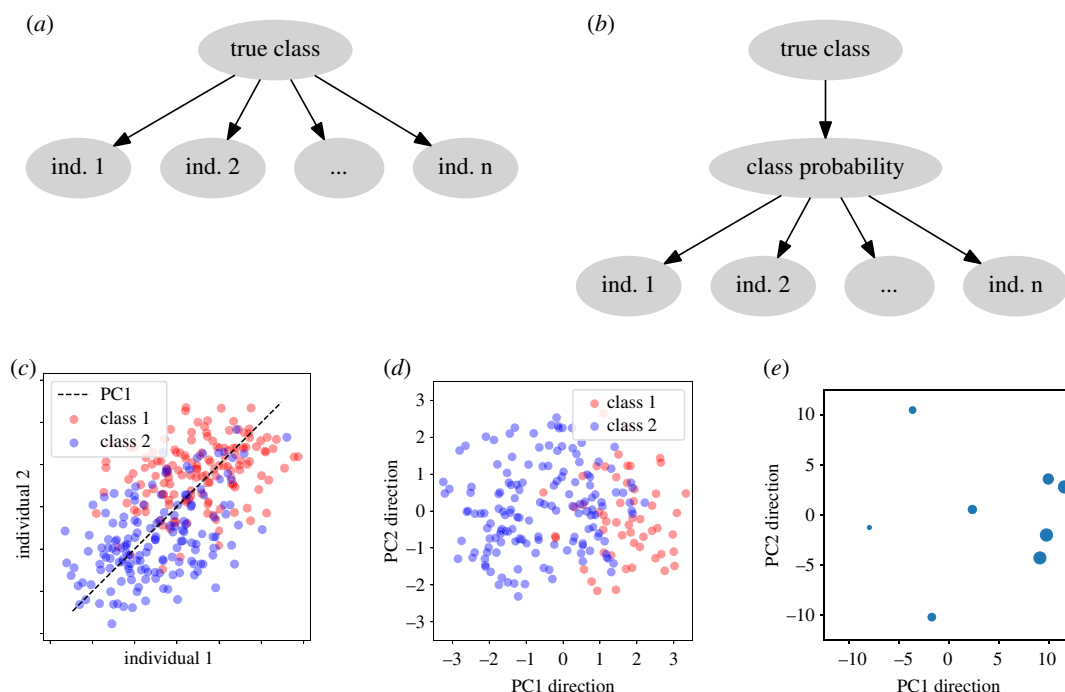 (a)
true class
ind. 1
ind. 2
...
ind. n
(b)
true class
class probability
ind. 1
ind. 2
...
ind. n
(c)
PC1
class 1
class 2
individual 2
individual 1
(d)
class 1
class 2
3
2
1
0
−1
−2
−3
PC2 direction
−3 −2 −1 0 1 2 3
PC1 direction
(e)
10
5
0
−5
−10
PC2 direction
−10 −5 0 5 10
PC1 direction